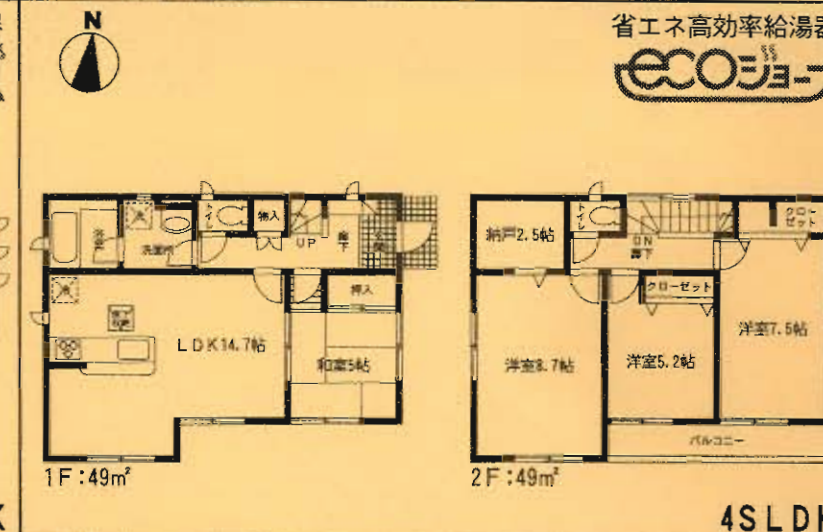 N
省エネ高効率給湯器
ecoジョー
浴室
洗面所
トイレ
物入
UP
廊下
玄関
押入
LDK14.7帖
和室5帖
1F:49㎡
納戸2.5帖
トイレ
DN
廊下
クローゼット
クローゼット
洋室8.7帖
洋室5.2帖
洋室7.5帖
バルコニー
2F:49㎡
4SLDK